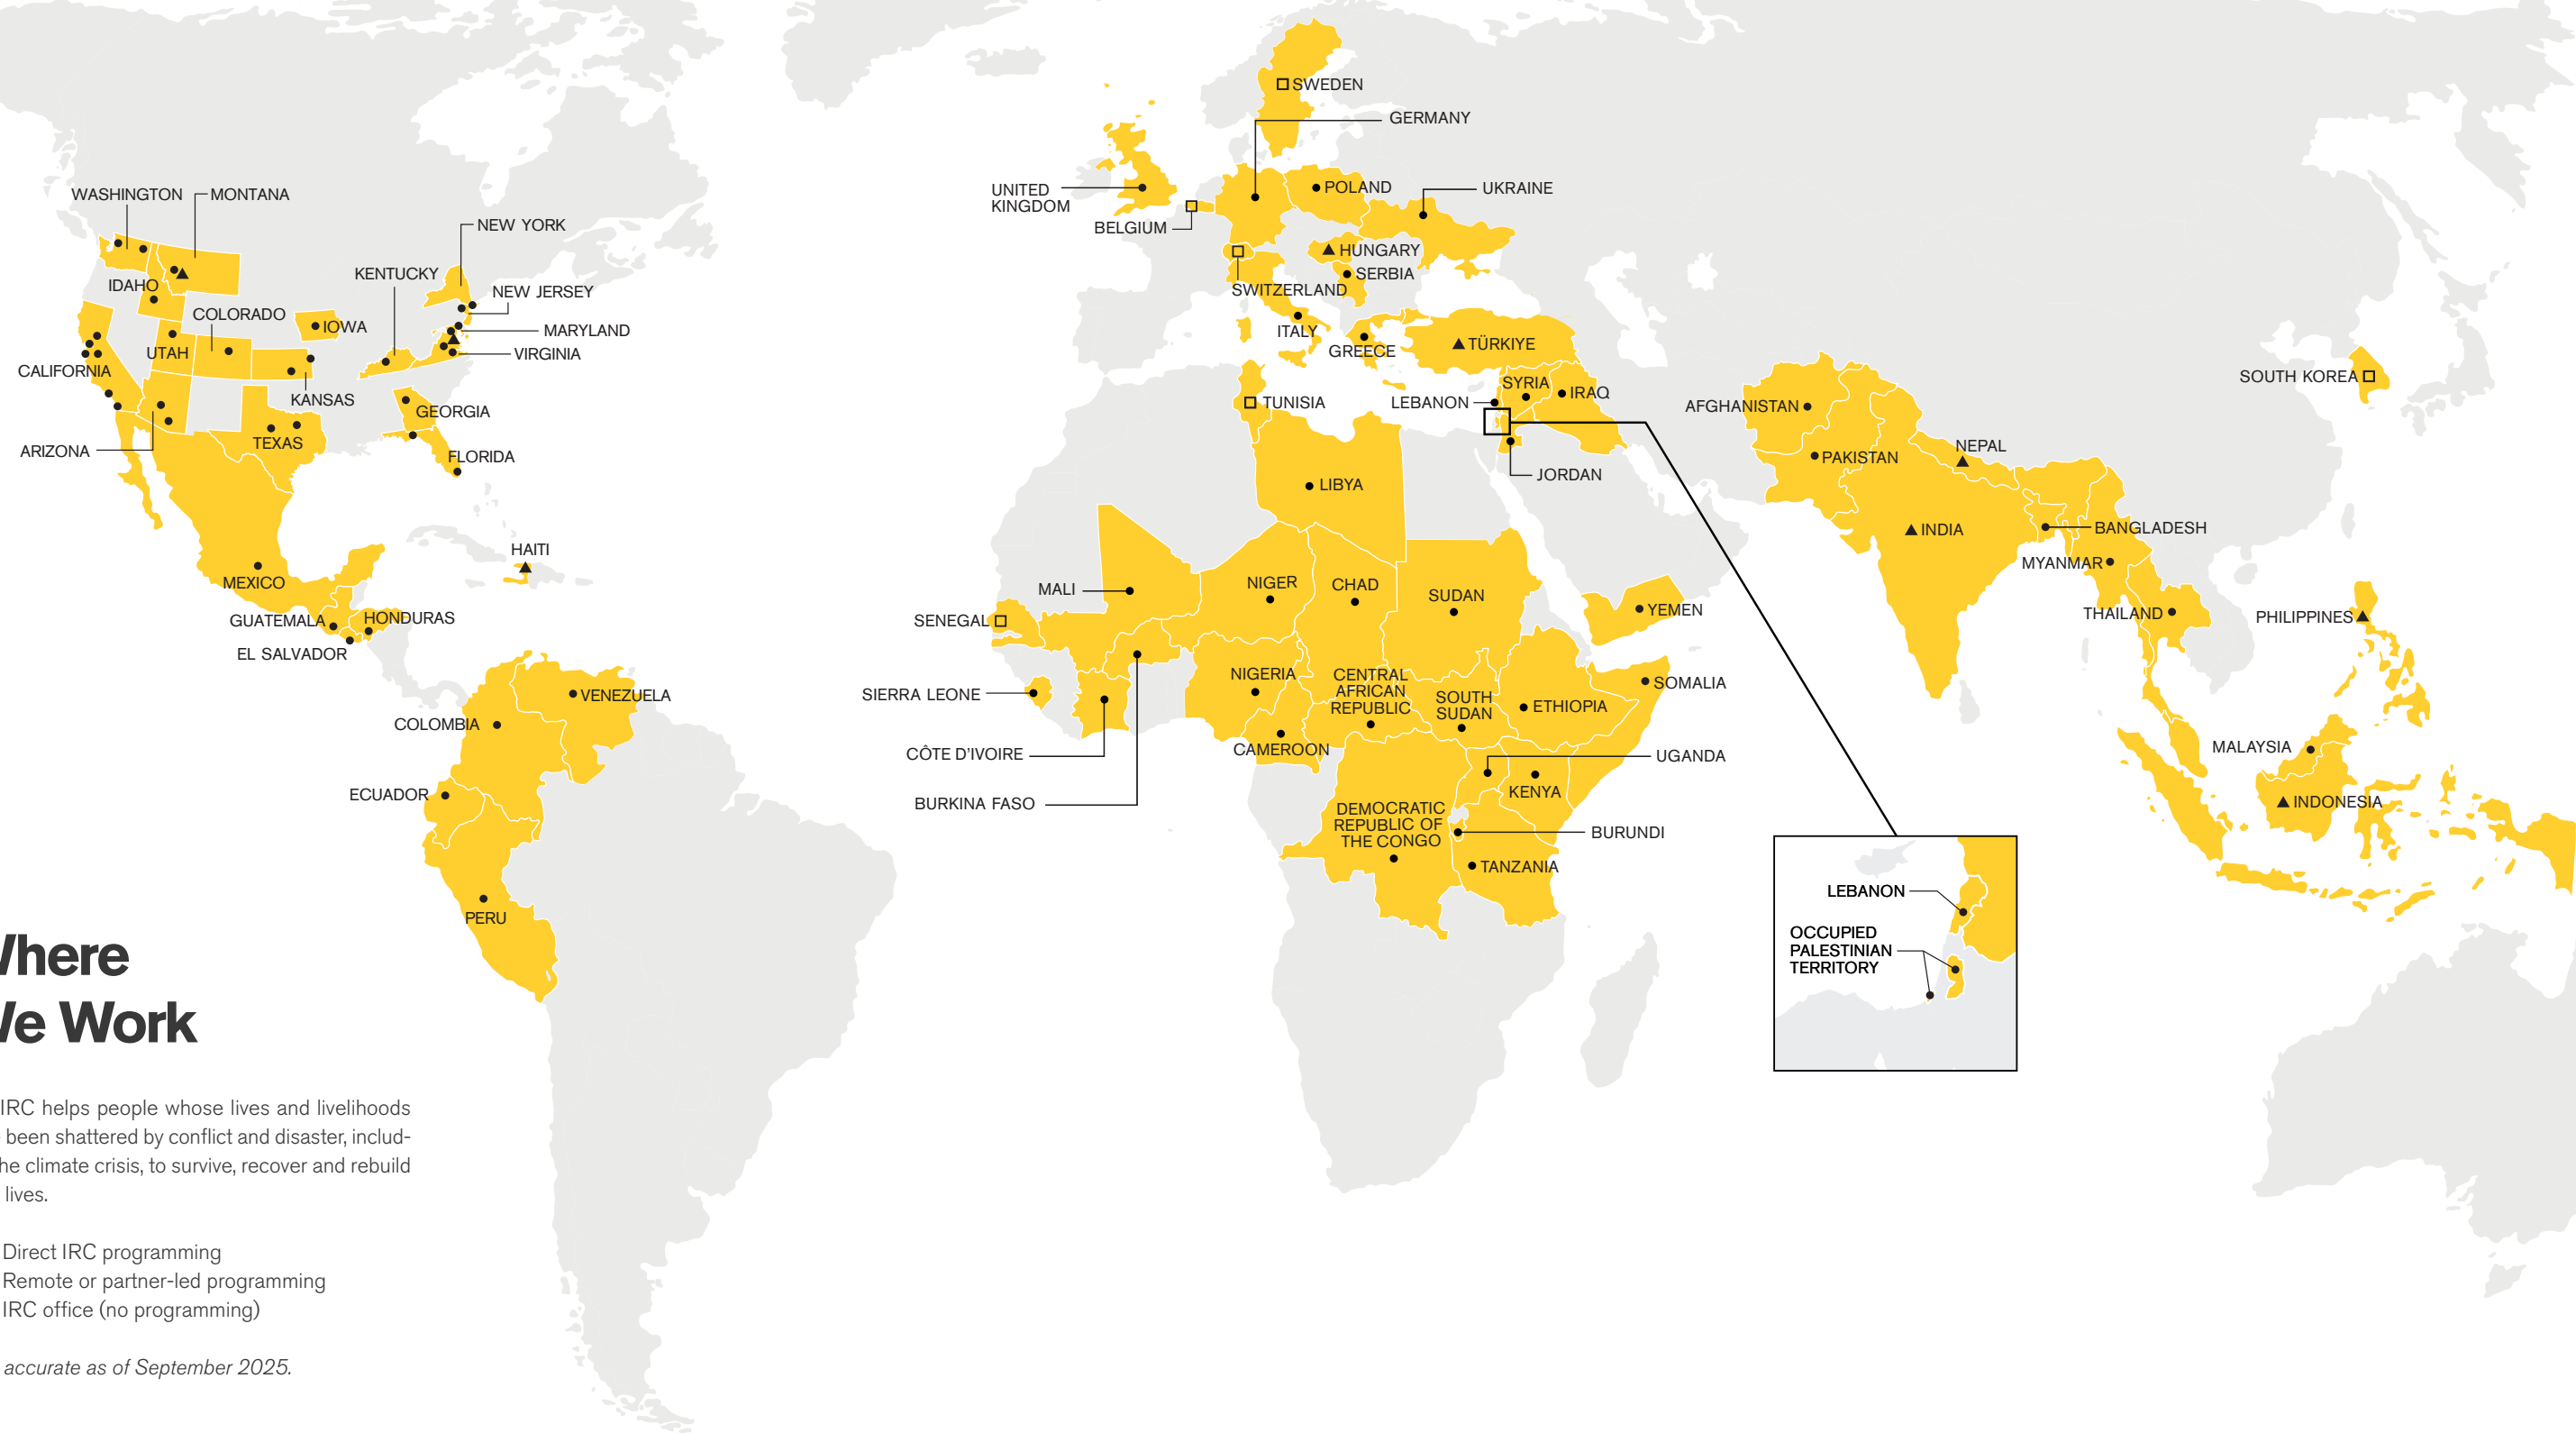 SWEDEN
GERMANY
UNITED
KINGDOM
BELGIUM
POLAND
UKRAINE
HUNGARY
SERBIA
SWITZERLAND
ITALY
GREECE
TÜRKIYE
WASHINGTON
MONTANA
NEW YORK
KENTUCKY
IDAHO
NEW JERSEY
COLORADO
IOWA
MARYLAND
UTAH
VIRGINIA
CALIFORNIA
KANSAS
GEORGIA
ARIZONA
TEXAS
FLORIDA
SYRIA
IRAQ
TUNISIA
LEBANON
JORDAN
LIBYA
AFGHANISTAN
PAKISTAN
NEPAL
INDIA
BANGLADESH
MYANMAR
THAILAND
SOUTH KOREA
PHILIPPINES
MALAYSIA
INDONESIA
HAITI
MEXICO
GUATEMALA
HONDURAS
EL SALVADOR
VENEZUELA
COLOMBIA
ECUADOR
PERU
MALI
NIGER
CHAD
SUDAN
YEMEN
SENEGAL
SIERRA LEONE
NIGERIA
CENTRAL
AFRICAN
REPUBLIC
SOUTH
SUDAN
ETHIOPIA
SOMALIA
CÔTE D'IVOIRE
CAMEROON
UGANDA
BURKINA FASO
KENYA
DEMOCRATIC
REPUBLIC OF
THE CONGO
BURUNDI
TANZANIA
LEBANON
OCCUPIED
PALESTINIAN
TERRITORY
Where
We Work
IRC helps people whose lives and livelihoods
been shattered by conflict and disaster, includ-
he climate crisis, to survive, recover and rebuild
lives.
Direct IRC programming
Remote or partner-led programming
IRC office (no programming)
accurate as of September 2025.